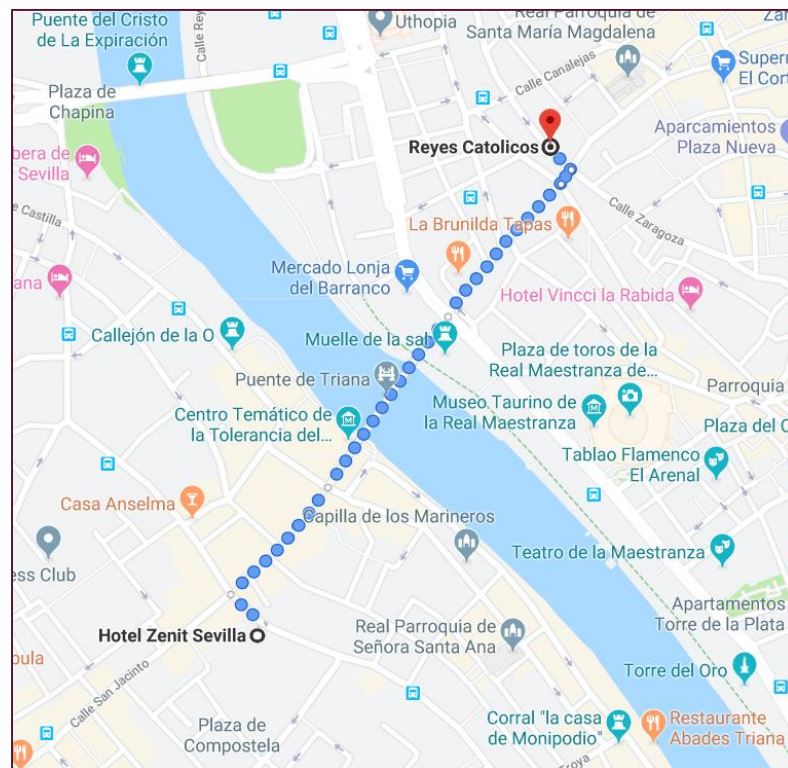 Puente del Cristo
de La Expiración
Uthopia
Real Parroquia de
Santa María Magdalena
Calle Rey
Calle Canalejas
Za
Superm
El Cort
Plaza de
Chapina
Reyes Catolicos
Aparcamientos
Plaza Nueva
bera de
Sevilla
Calle Castilla
La Brunilda Tapas
Calle Zaragoza
ana
Mercado Lonja
del Barranco
Hotel Vincci la Rabida
Callejón de la O
Muelle de la sal
Plaza de toros de la
Real Maestranza de...
Puente de Triana
Parroquia
Centro Temático de
la Tolerancia del...
Museo Taurino de
la Real Maestranza
Plaza del C
Tablao Flamenco
El Arenal
Casa Anselma
Capilla de los Marineros
ess Club
Teatro de la Maestranza
Apartamentos
Torre de la Plata
Hotel Zenit Sevilla
Real Parroquia de
Señora Santa Ana
bula
Torre del Oro
Calle San Jacinto
Plaza de
Compostela
Corral "la casa
de Monipodio"
Restaurante
Abades Triana
Troya